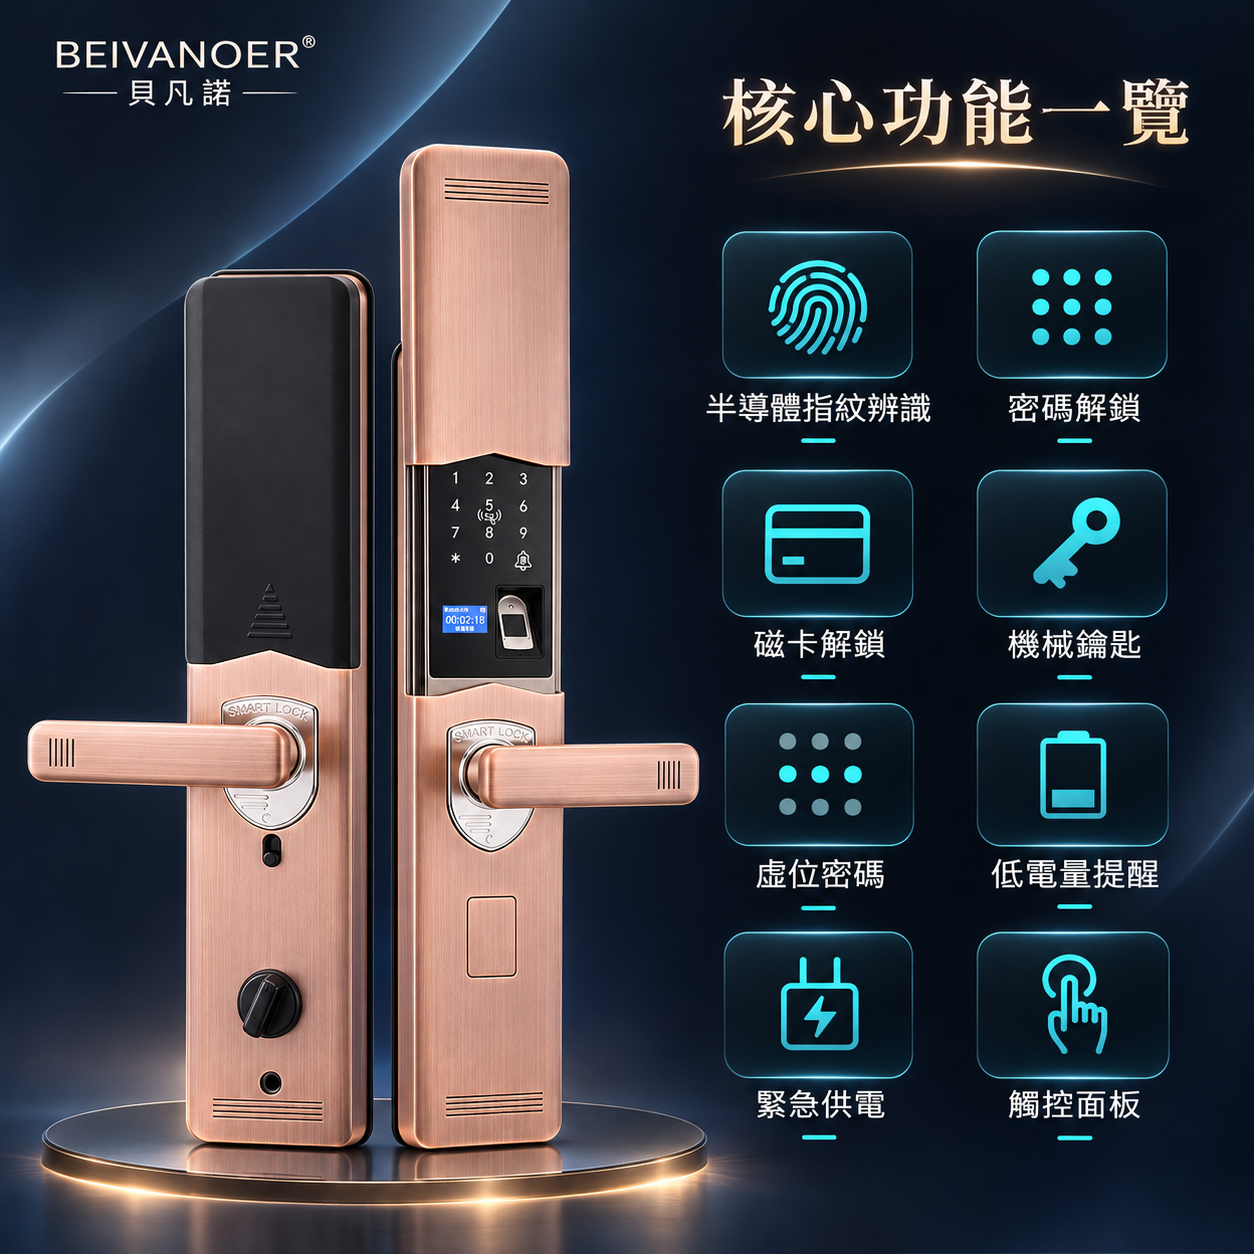 BEIVANOER®
貝凡諾
核心功能一覽
半導體指紋辨識
密碼解鎖
磁卡解鎖
機械鑰匙
虛位密碼
低電量提醒
緊急供電
觸控面板
1 2 3
4 5 6
7 8 9
* 0
00:02:18
SMART LOCK
SMART LOCK